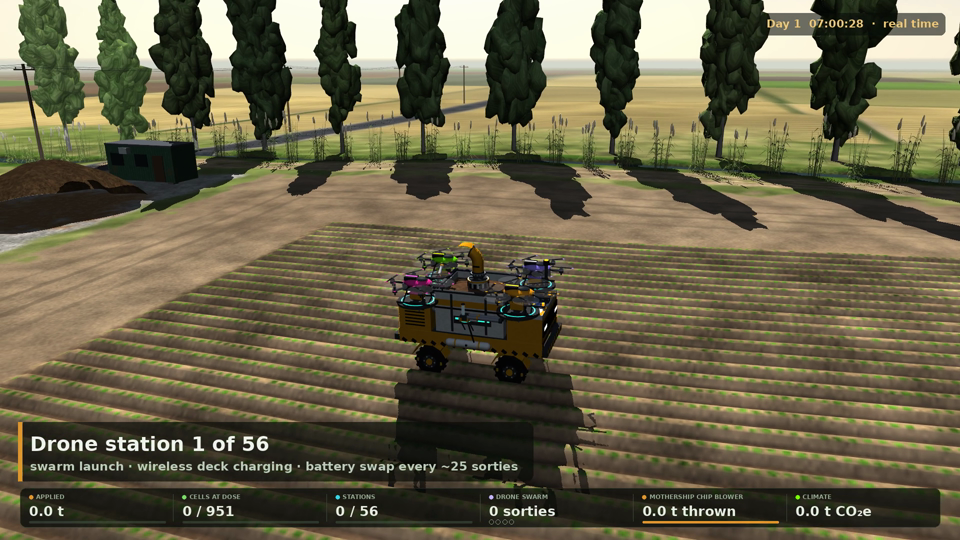 Day 1 07:00:28 · real time
Drone station 1 of 56
swarm launch · wireless deck charging · battery swap every ~25 sorties
APPLIED
0.0 t
CELLS AT DOSE
0 / 951
STATIONS
0 / 56
DRONE SWARM
0 sorties
MOTHERSHIP CHIP BLOWER
0.0 t thrown
CLIMATE
0.0 t CO₂e